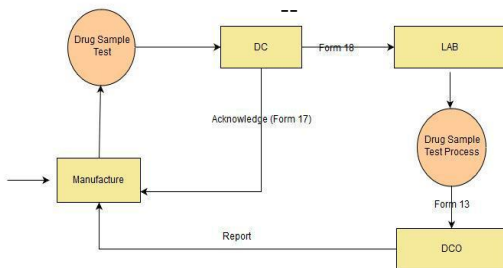 --
Drug Sample
Test
DC
Form 18
LAB
Acknowledge (Form 17)
Drug Sample
Test Process
Manufacture
Form 13
Report
DCO